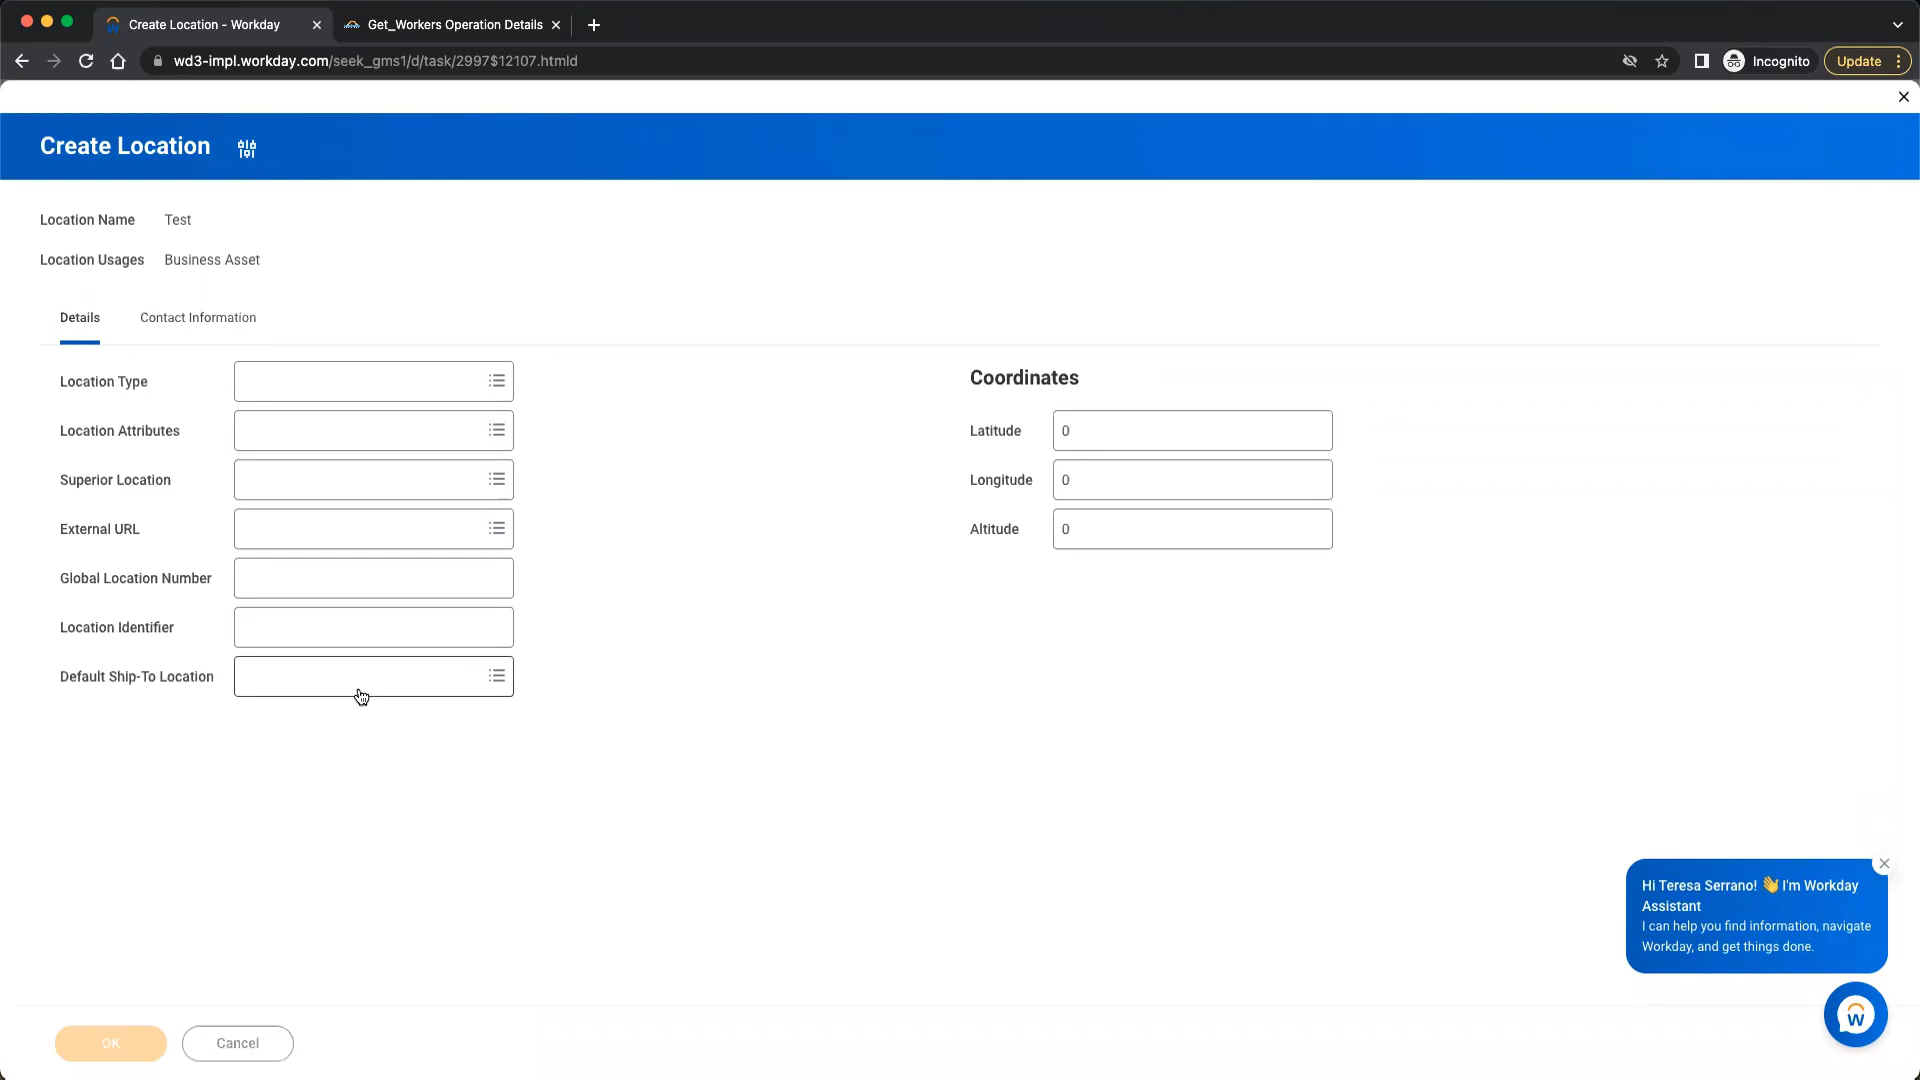 Create Location - Workday
Get_Workers Operation Details
wd3-impl.workday.com/seek_gms1/d/task/2997$12107.htmld
Incognito
Update
Create Location
Location Name Test
Location Usages Business Asset
Details Contact Information
Location Type
Location Attributes
Superior Location
External URL
Global Location Number
Location Identifier
Default Ship-To Location
Coordinates
Latitude 0
Longitude 0
Altitude 0
Hi Teresa Serrano! 👋 I'm Workday
Assistant
I can help you find information, navigate
Workday, and get things done.
W
OK Cancel